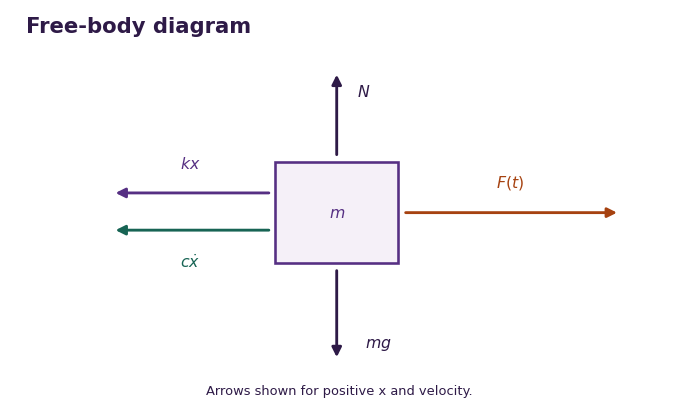 Free-body diagram
N
kx
F(t)
m
cẋ
mg
Arrows shown for positive x and velocity.